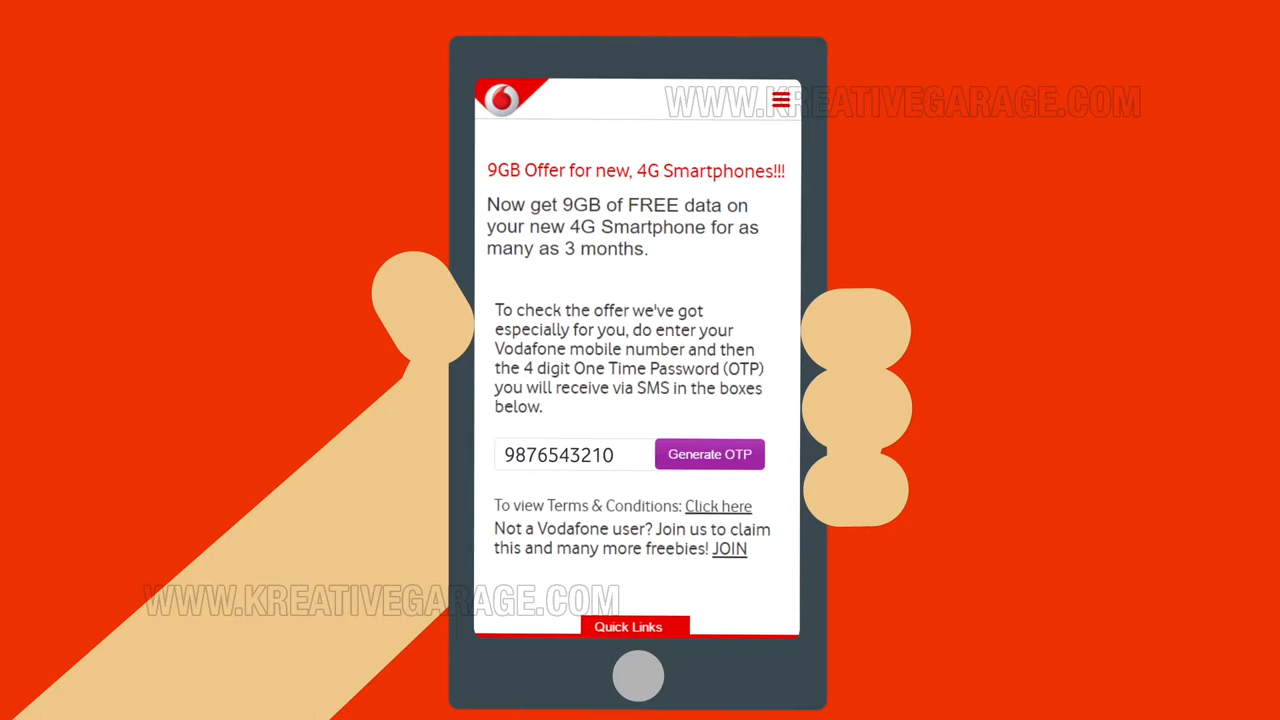 WWW.KREATIVEGARAGE.COM
9GB Offer for new, 4G Smartphones!!!
Now get 9GB of FREE data on
your new 4G Smartphone for as
many as 3 months.
To check the offer we've got
especially for you, do enter your
Vodafone mobile number and then
the 4 digit One Time Password (OTP)
you will receive via SMS in the boxes
below.
9876543210 Generate OTP
To view Terms & Conditions: Click here
Not a Vodafone user? Join us to claim
this and many more freebies! JOIN
WWW.KREATIVEGARAGE.COM
Quick Links